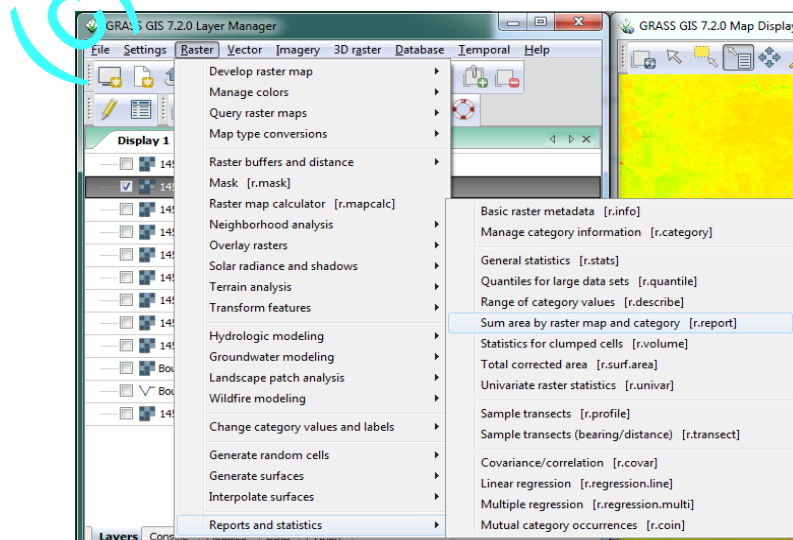 GRASS GIS 7.2.0 Layer Manager
GRASS GIS 7.2.0 Map Display
File Settings Raster Vector Imagery 3D raster Database Temporal Help
Develop raster map
Manage colors
Query raster maps
Map type conversions
Display 1
Raster buffers and distance
Mask [r.mask]
Raster map calculator [r.mapcalc]
Neighborhood analysis
Overlay rasters
Solar radiance and shadows
Terrain analysis
Transform features
Hydrologic modeling
Groundwater modeling
Landscape patch analysis
Wildfire modeling
Change category values and labels
Generate random cells
Generate surfaces
Interpolate surfaces
Reports and statistics
Basic raster metadata [r.info]
Manage category information [r.category]
General statistics [r.stats]
Quantiles for large data sets [r.quantile]
Range of category values [r.describe]
Sum area by raster map and category [r.report]
Statistics for clumped cells [r.volume]
Total corrected area [r.surf.area]
Univariate raster statistics [r.univar]
Sample transects [r.profile]
Sample transects (bearing/distance) [r.transect]
Covariance/correlation [r.covar]
Linear regression [r.regression.line]
Multiple regression [r.regression.multi]
Mutual category occurrences [r.coin]
Layers